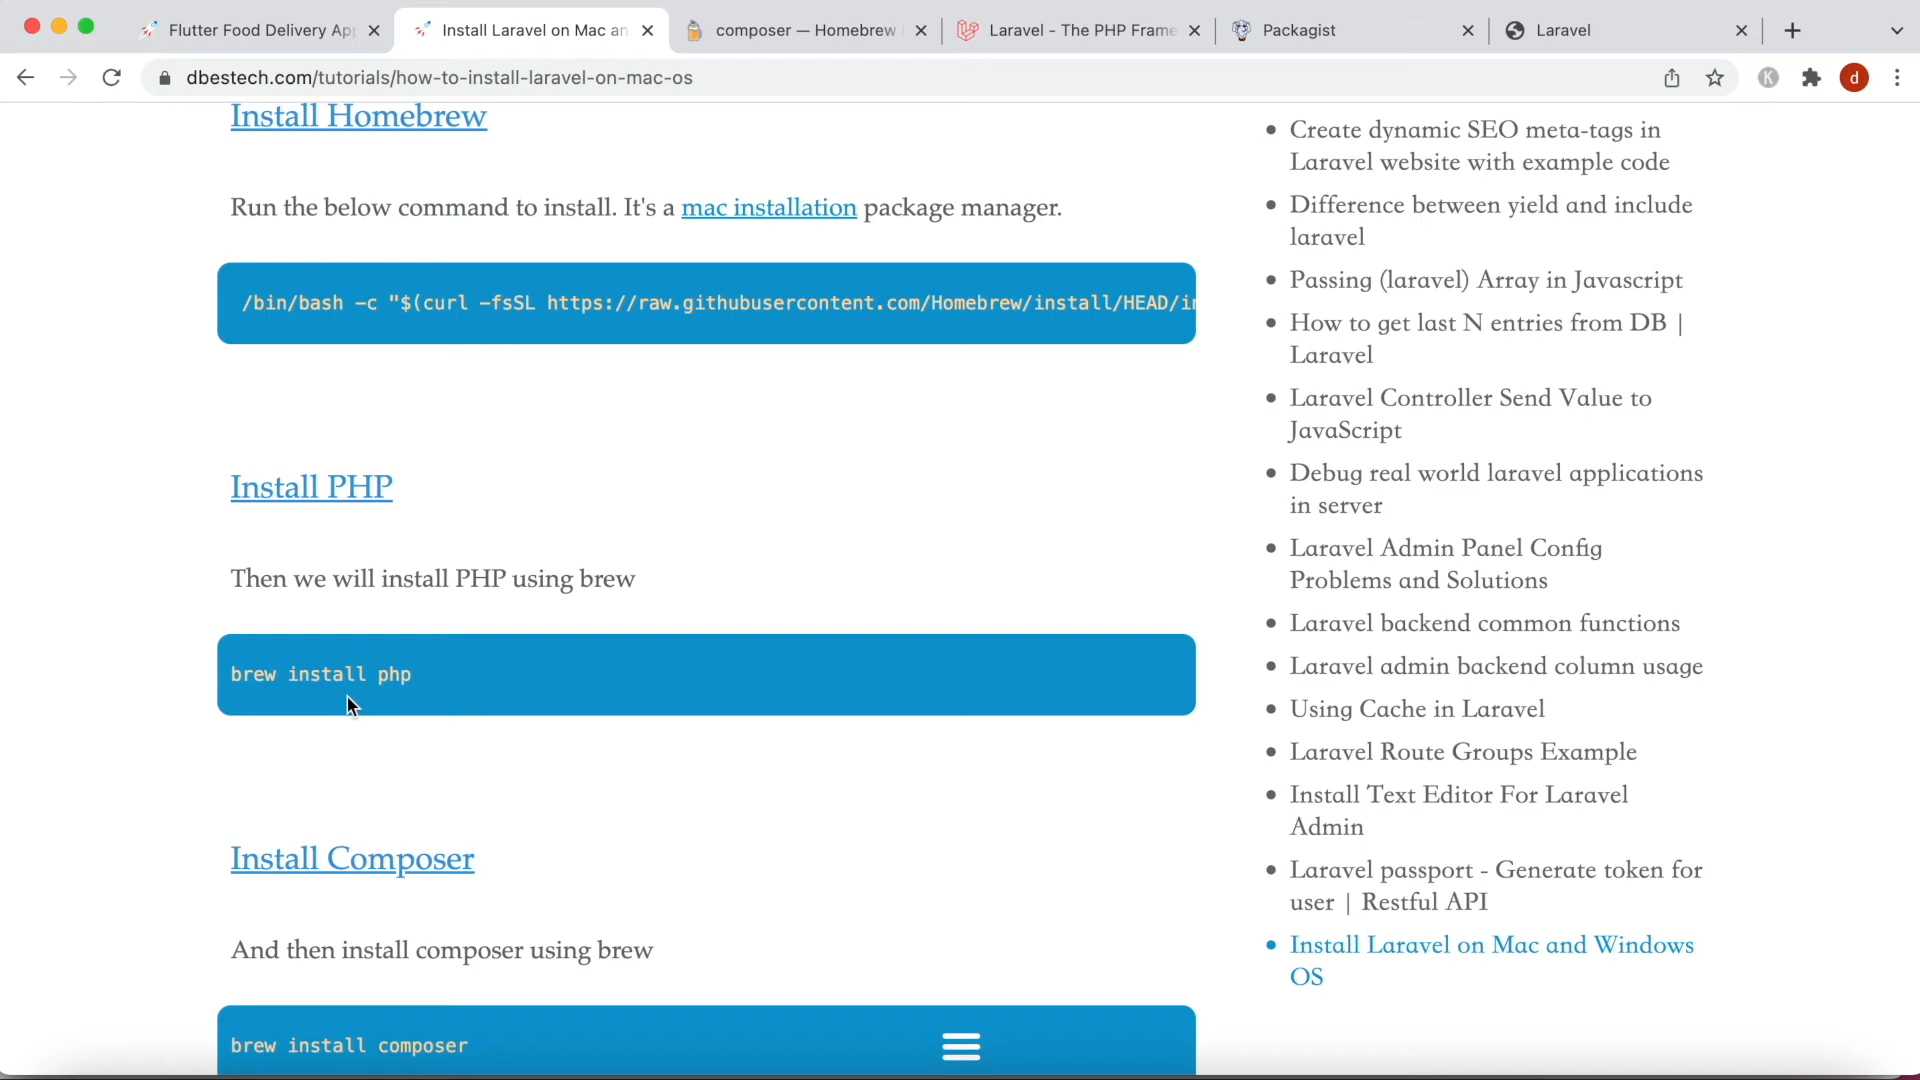 Flutter Food Delivery App
Install Laravel on Mac an
composer — Homebrew
Laravel - The PHP Frame
Packagist
Laravel
dbestech.com/tutorials/how-to-install-laravel-on-mac-os
K
d
Install Homebrew
Run the below command to install. It's a mac installation package manager.
/bin/bash -c "$(curl -fsSL https://raw.githubusercontent.com/Homebrew/install/HEAD/in
Install PHP
Then we will install PHP using brew
brew install php
Install Composer
And then install composer using brew
brew install composer
Create dynamic SEO meta-tags in
Laravel website with example code
Difference between yield and include
laravel
Passing (laravel) Array in Javascript
How to get last N entries from DB |
Laravel
Laravel Controller Send Value to
JavaScript
Debug real world laravel applications
in server
Laravel Admin Panel Config
Problems and Solutions
Laravel backend common functions
Laravel admin backend column usage
Using Cache in Laravel
Laravel Route Groups Example
Install Text Editor For Laravel
Admin
Laravel passport - Generate token for
user | Restful API
Install Laravel on Mac and Windows
OS